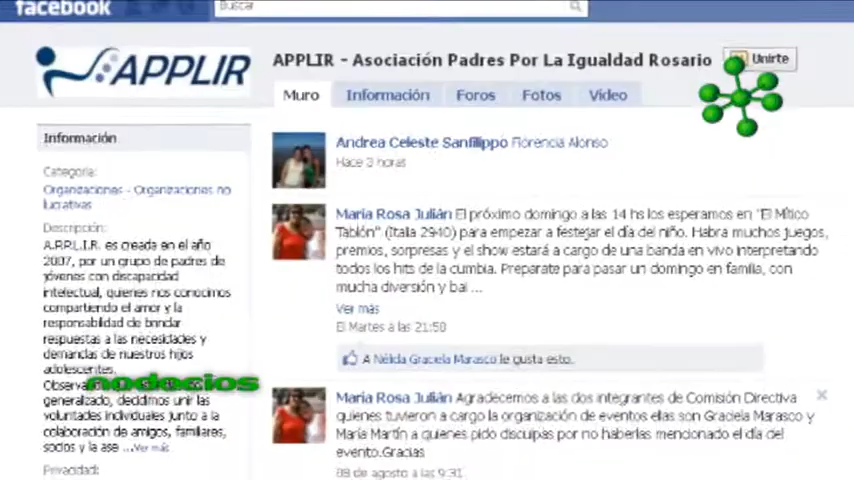 facebook
Buscar
APPLIR
APPLIR - Asociación Padres Por La Igualdad Rosario
Unirte
Muro
Información
Foros
Fotos
Video
Información
Categoría:
Organizaciones - Organizaciones no
lucrativas
Descripción:
A.P.P.L.I.R. es creada en el año
2007, por un grupo de padres de
jóvenes con discapacidad
intelectual, quienes nos conocimos
compartiendo el amor y la
responsabilidad de brindar
respuestas a las necesidades y
demandas de nuestros hijos
adolescentes.
nodocios
generalizado, decidimos unir las
voluntades individuales junto a la
colaboración de amigos, familiares,
socios y la ase ...Ver más
Privacidad:
Andrea Celeste Sanfilippo Florencia Alonso
Hace 3 horas
Maria Rosa Julián El próximo domingo a las 14 hs los esperamos en "El Mítico
Tablón" (Italia 2940) para empezar a festejar el día del niño. Habra muchos juegos,
premios, sorpresas y el show estará a cargo de una banda en vivo interpretando
todos los hits de la cumbia. Preparate para pasar un domingo en familia, con
mucha diversión y bai ...
Ver más
El Martes a las 21:58
A Nélida Graciela Marasco le gusta esto.
Maria Rosa Julián Agradecemos a las dos integrantes de Comisión Directiva
quienes tuvieron a cargo la organización de eventos ellas son Graciela Marasco y
María Martín a quienes pido disculpas por no haberlas mencionado el día del
evento.Gracias
08 de agosto a las 9:31